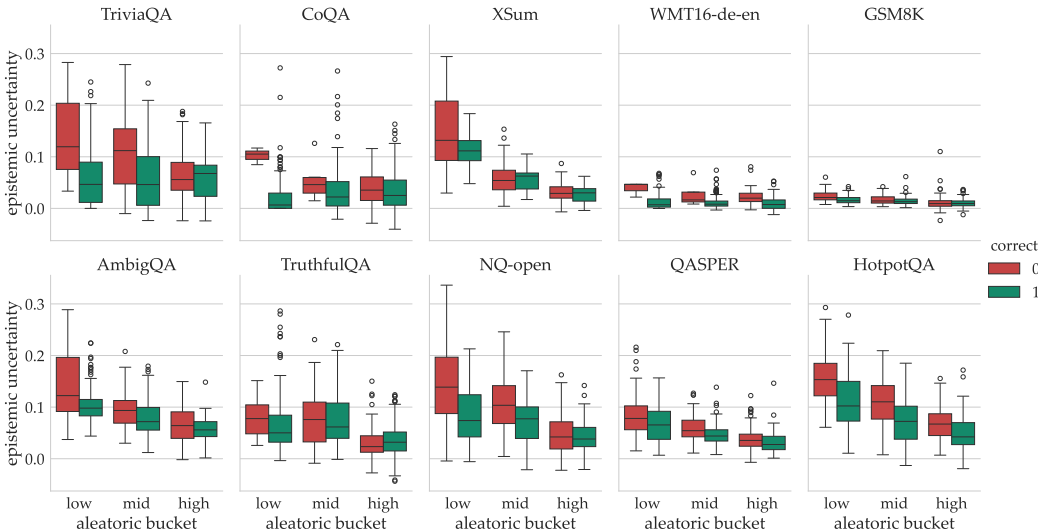 TriviaQA
CoQA
XSum
WMT16-de-en
GSM8K
epistemic uncertainty
0.3
0.2
0.1
0.0
AmbigQA
TruthfulQA
NQ-open
QASPER
HotpotQA
epistemic uncertainty
0.3
0.2
0.1
0.0
low mid high
low mid high
low mid high
low mid high
low mid high
aleatoric bucket
aleatoric bucket
aleatoric bucket
aleatoric bucket
aleatoric bucket
correct
0
1